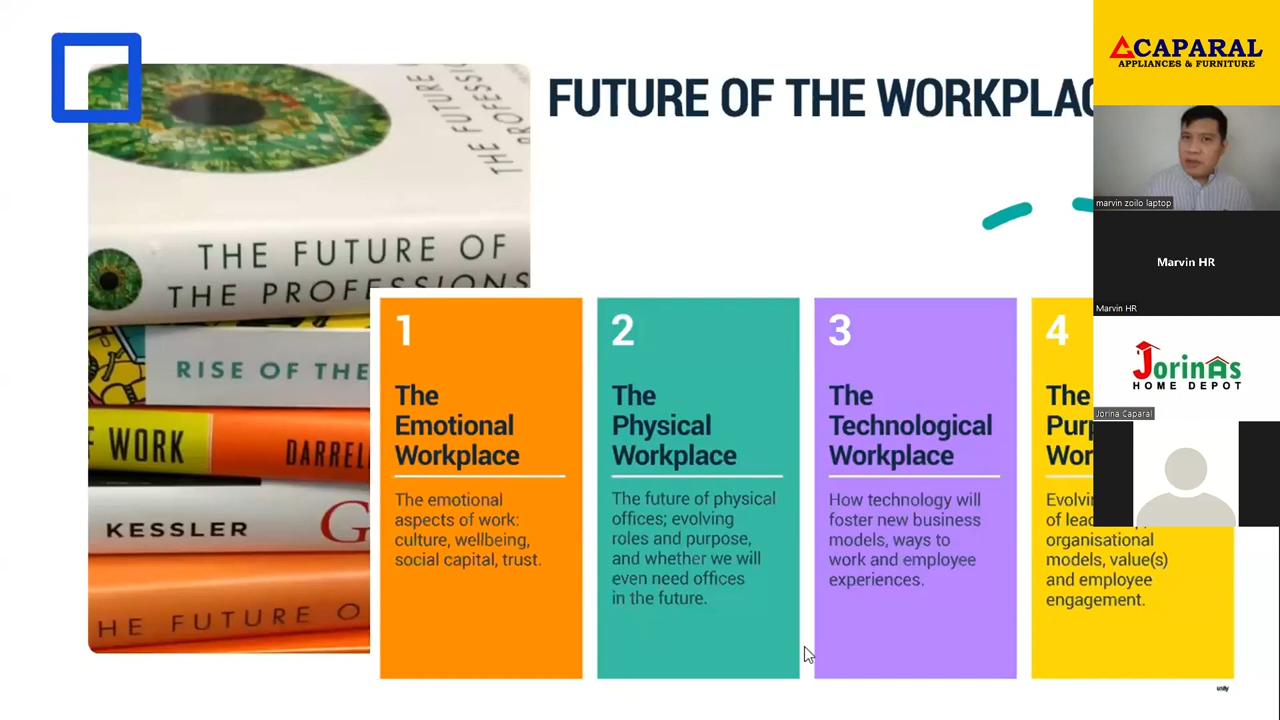 FUTURE OF THE WORKPLAC
THE FUTURE
THE FUTURE OF
THE PROFESSIONS
RISE OF THE
F WORK
DARREL
KESSLER
G
HE FUTURE O
1
The
Emotional
Workplace
The emotional
aspects of work:
culture, wellbeing,
social capital, trust.
2
The
Physical
Workplace
The future of physical
offices; evolving
roles and purpose,
and whether we will
even need offices
in the future.
3
The
Technological
Workplace
How technology will
foster new business
models, ways to
work and employee
experiences.
4
The
Purp
Wor
Evolvin
of lead
organisational
models, value(s)
and employee
engagement.
unily
CAPARAL
APPLIANCES & FURNITURE
marvin zoilo laptop
Marvin HR
Marvin HR
Jorinas
HOME DEPOT
Jorina Caparal